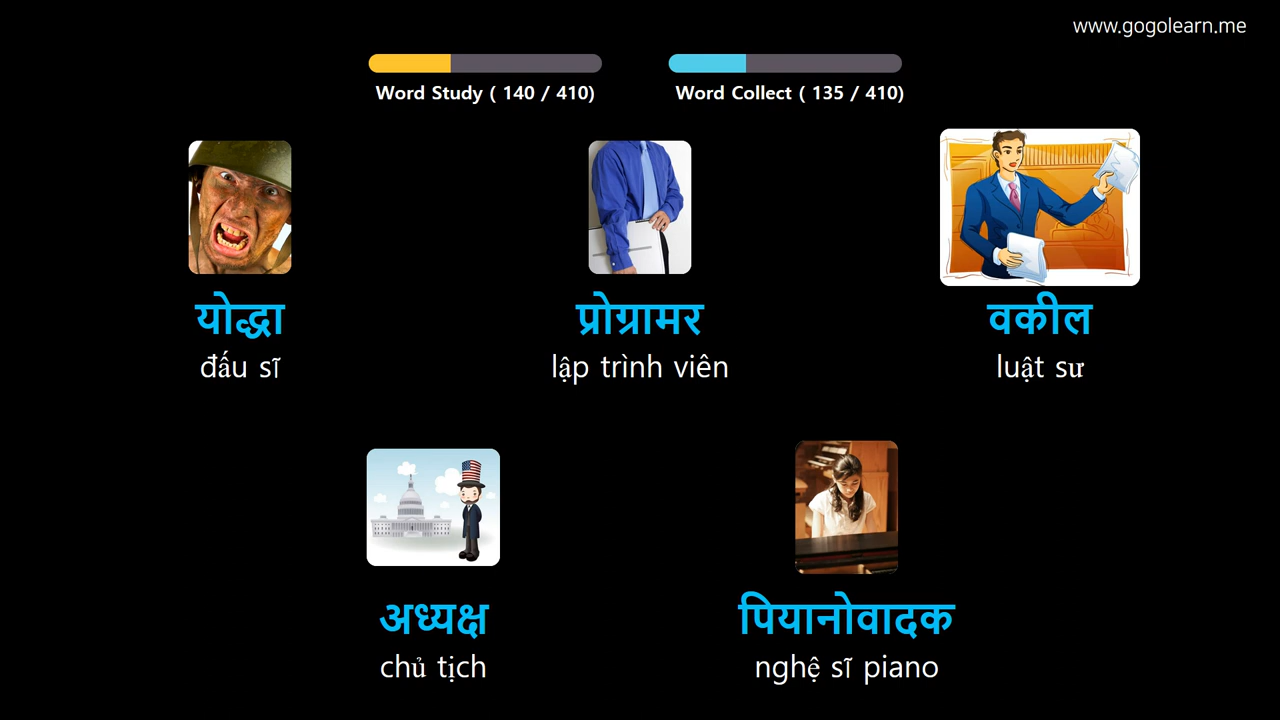 www.gogolearn.me
Word Study ( 140 / 410)
Word Collect ( 135 / 410)
योद्धा
đấu sĩ
प्रोग्रामर
lập trình viên
वकील
luật sư
अध्यक्ष
chủ tịch
पियानोवादक
nghệ sĩ piano